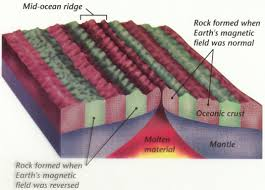 Mid-ocean ridge
Rock formed when
Earth's magnetic
field was normal
Oceanic crust
Molten
material
Mantle
Rock formed when
Earth's magnetic
field was reversed